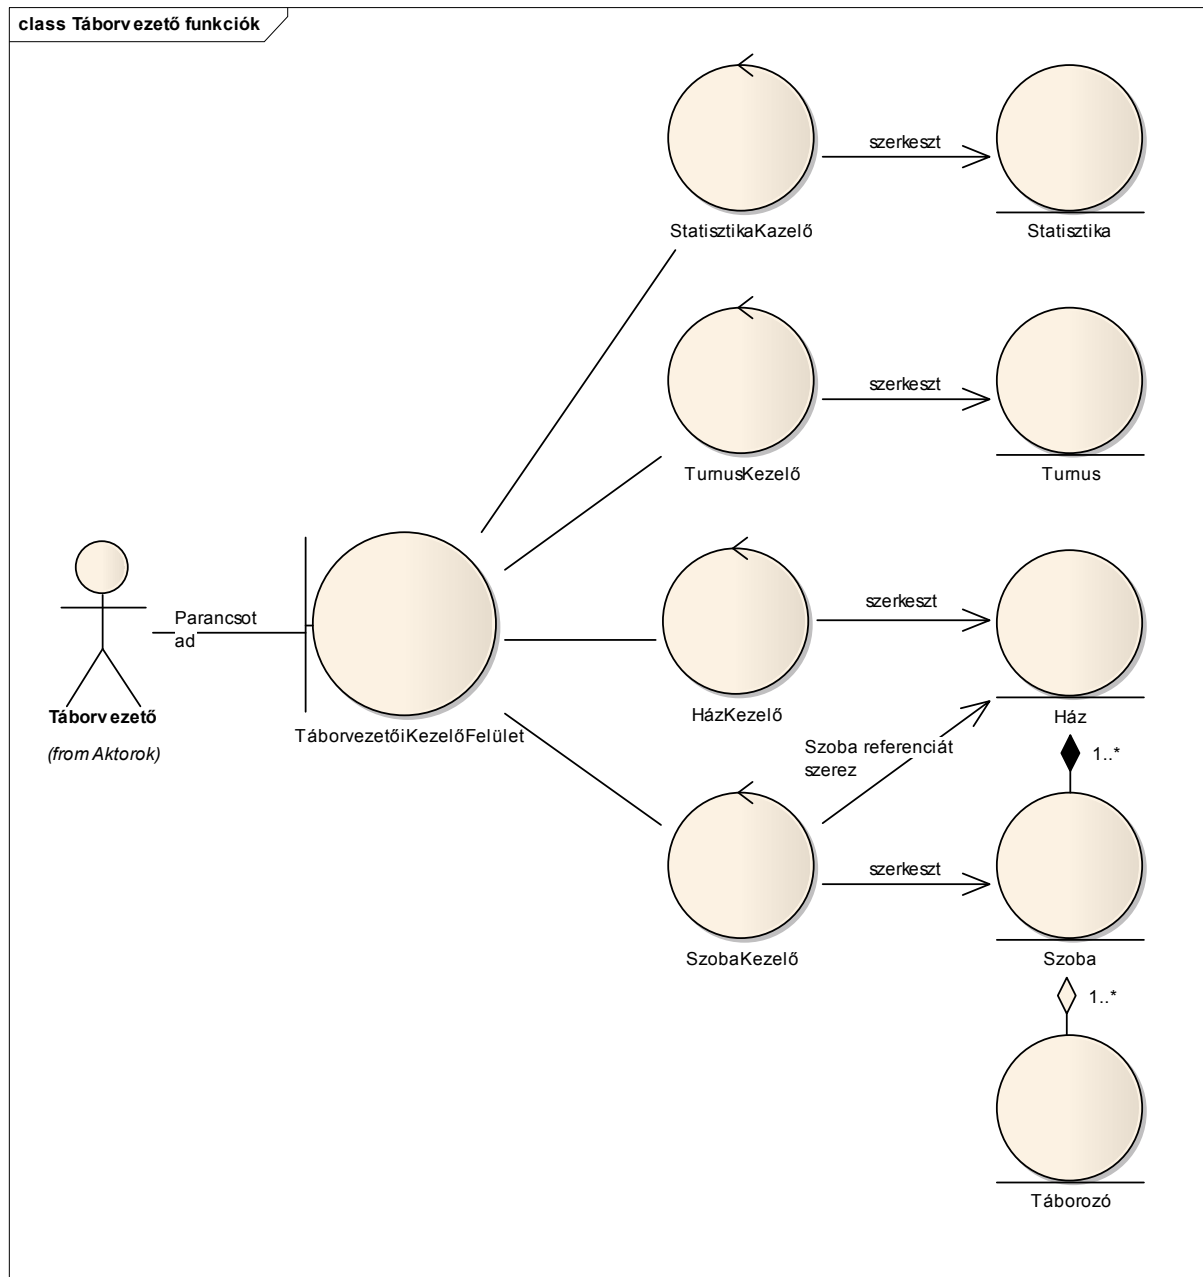 class Táborvezető funkciók
szerkeszt
StatisztikaKazelő
Statisztika
szerkeszt
TurnusKezelő
Turnus
Parancsot
ad
Táborvezető
(from Aktorok)
TáborvezetőiKezelőFelület
szerkeszt
HázKezelő
Ház
Szoba referenciát
szerez
1..*
szerkeszt
SzobaKezelő
Szoba
1..*
Táborozó